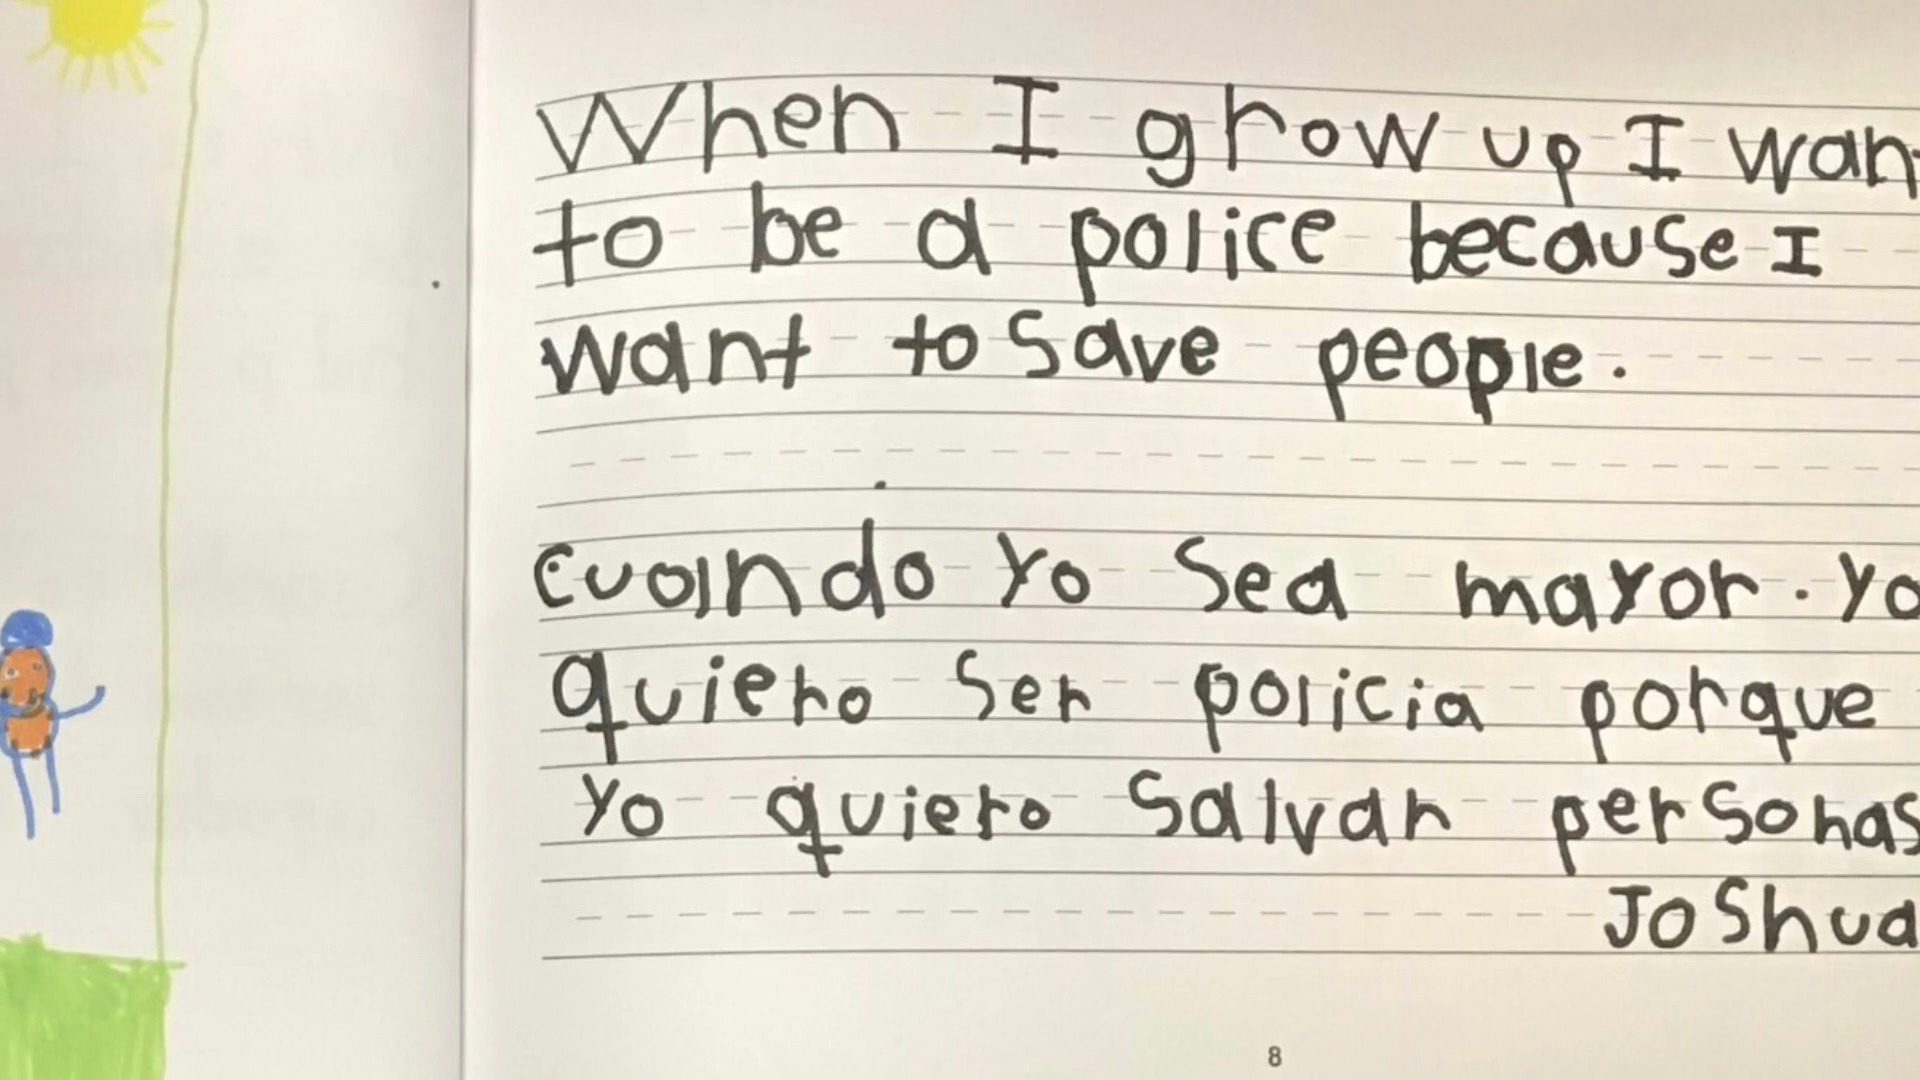 When I grow up I wan
to be a police because I
want to save people.
cuando yo sea mayor. yo
quiero ser policia porque
yo quiero salvar personas
Joshua
8